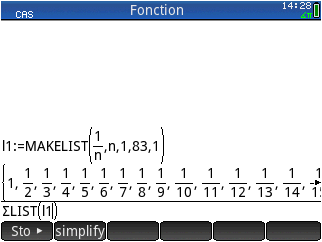 Fonction
14:28
CAS
∡π
l1:=MAKELIST(1/n,n,1,83,1)
{1, 1/2, 1/3, 1/4, 1/5, 1/6, 1/7, 1/8, 1/9, 1/10, 1/11, 1/12, 1/13, 1/14,
ΣLIST(l1)
Sto ▸ simplify